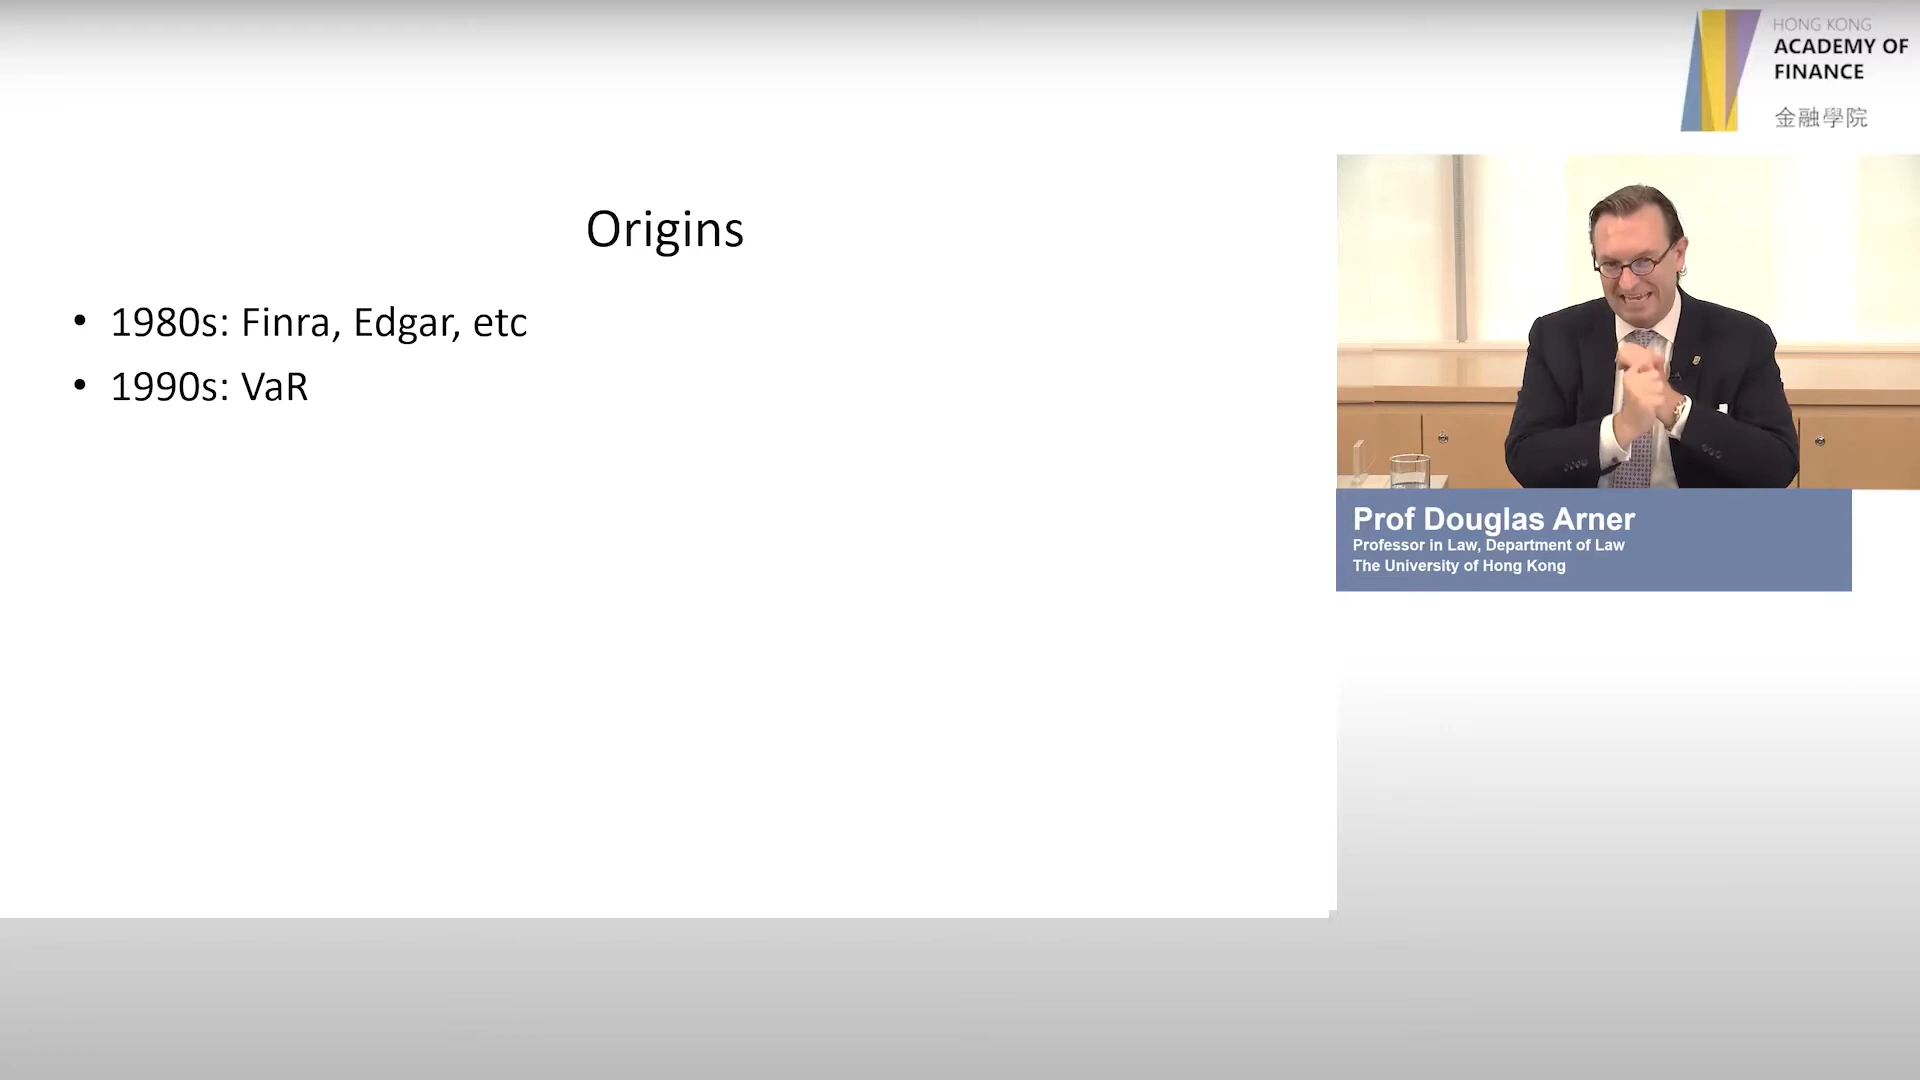 HONG KONG
ACADEMY OF
FINANCE
金融學院
Origins
• 1980s: Finra, Edgar, etc
• 1990s: VaR
Prof Douglas Arner
Professor in Law, Department of Law
The University of Hong Kong